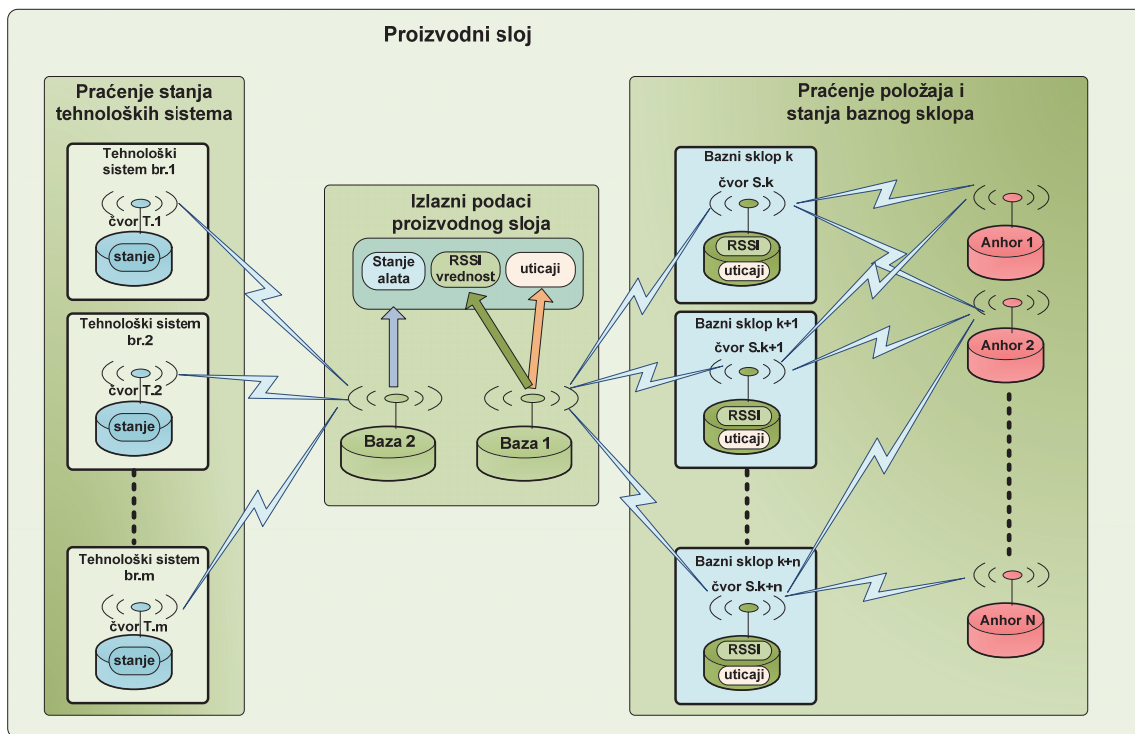 Proizvodni sloj
Praćenje stanja
tehnoloških sistema
Tehnološki
sistem br.1
čvor T.1
stanje
Tehnološki sistem
br.2
čvor T.2
stanje
Tehnološki sistem
br.m
čvor T.m
stanje
Izlazni podaci
proizvodnog sloja
Stanje
alata
RSSI
vrednost
uticaji
Baza 2
Baza 1
Praćenje položaja i
stanja baznog sklopa
Bazni sklop k
čvor S.k
RSSI
uticaji
Bazni sklop k+1
čvor S.k+1
RSSI
uticaji
Bazni sklop k+n
čvor S.k+n
RSSI
uticaji
Anhor 1
Anhor 2
Anhor N